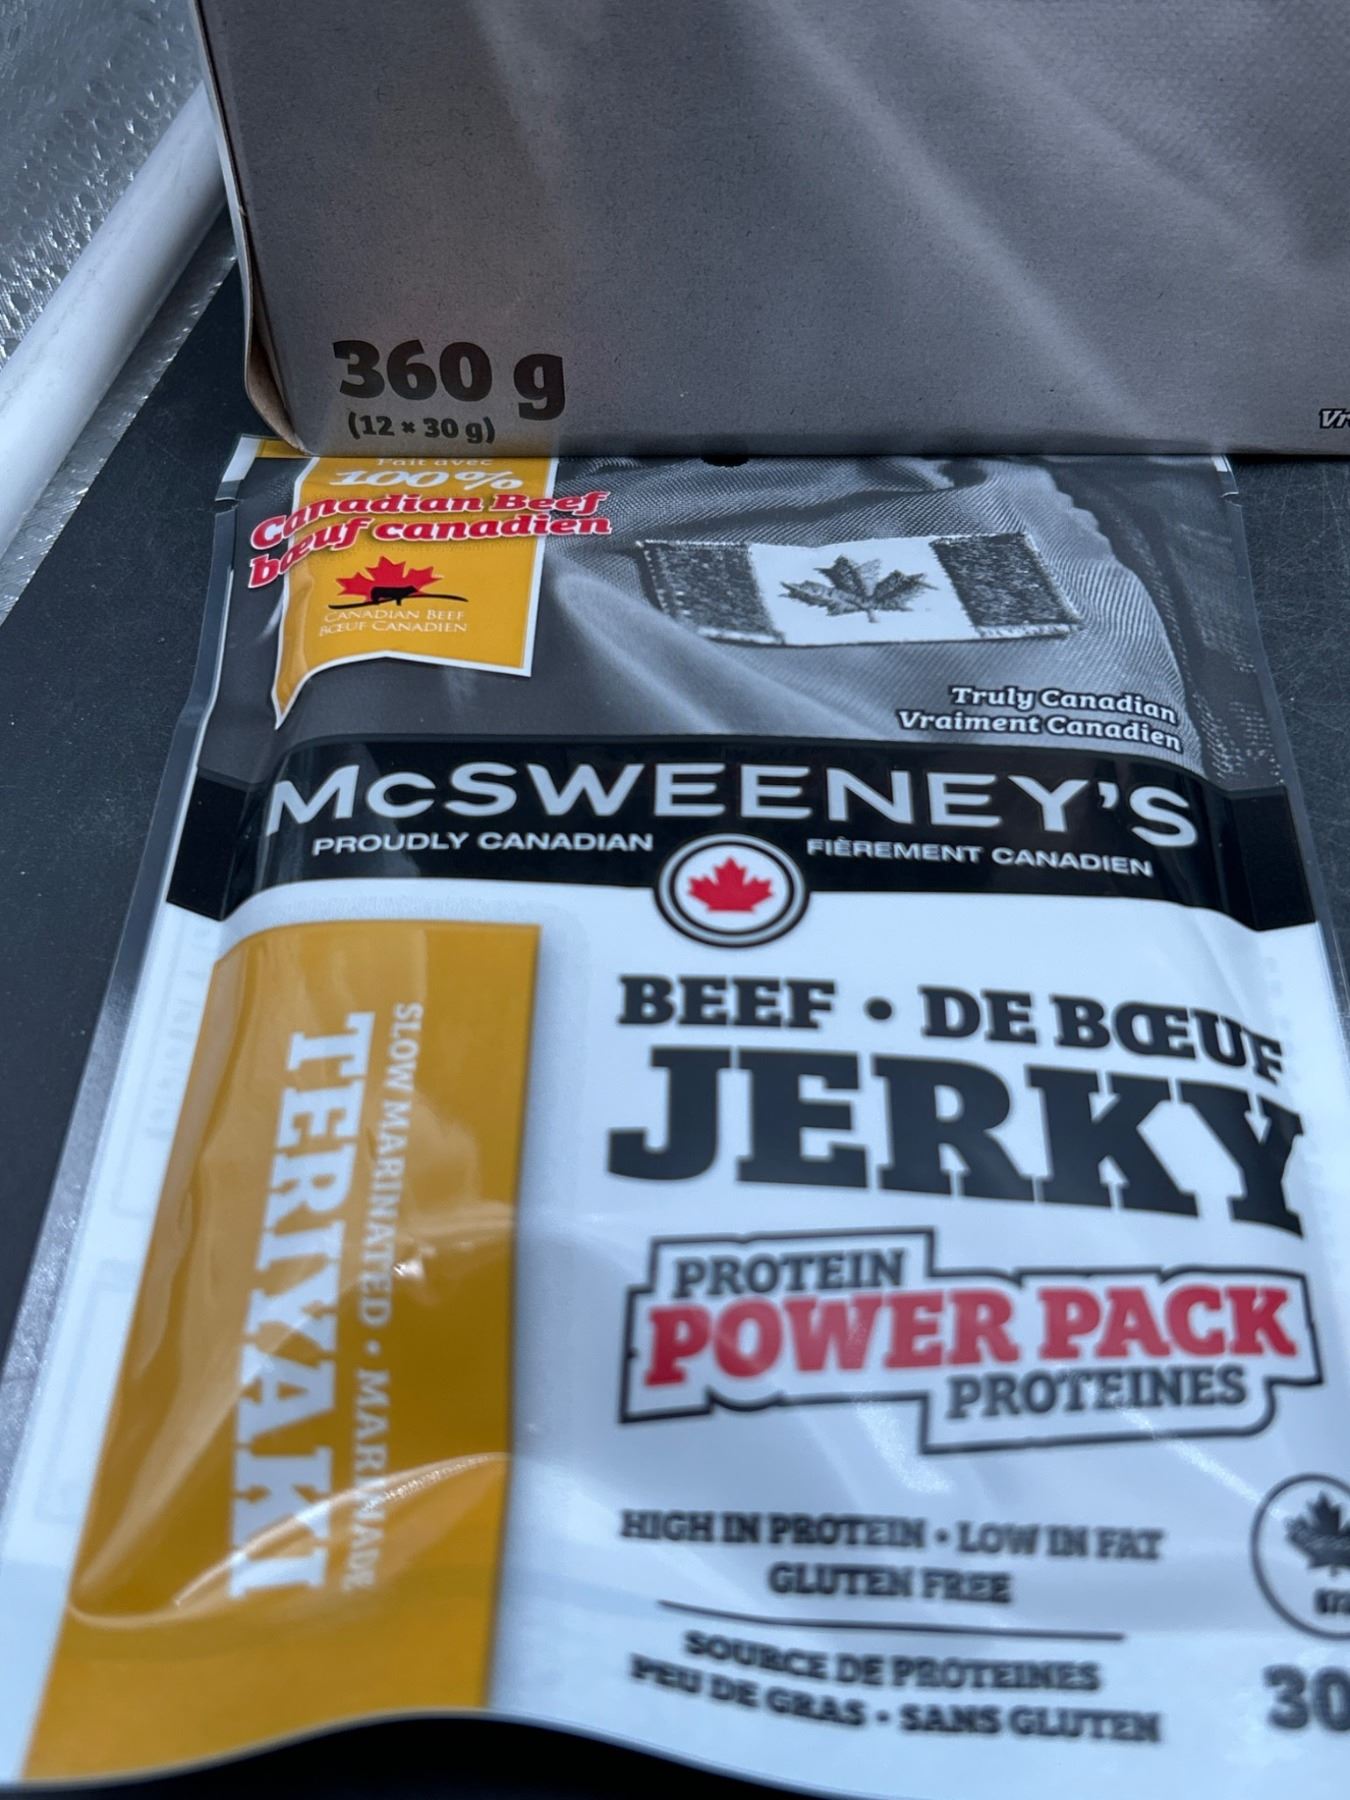 360 g
(12 × 30 g)
Fait avec
100%
Canadian Beef
bœuf canadien
CANADIAN BEEF
BŒUF CANADIEN
Truly Canadian
Vraiment Canadien
McSWEENEY'S
PROUDLY CANADIAN
FIÈREMENT CANADIEN
SLOW MARINATED • MARINADE
TERIYAKI
BEEF • DE BŒUF
JERKY
PROTEIN
POWER PACK
PROTEINES
HIGH IN PROTEIN • LOW IN FAT
GLUTEN FREE
SOURCE DE PROTEINES
PEU DE GRAS • SANS GLUTEN
30